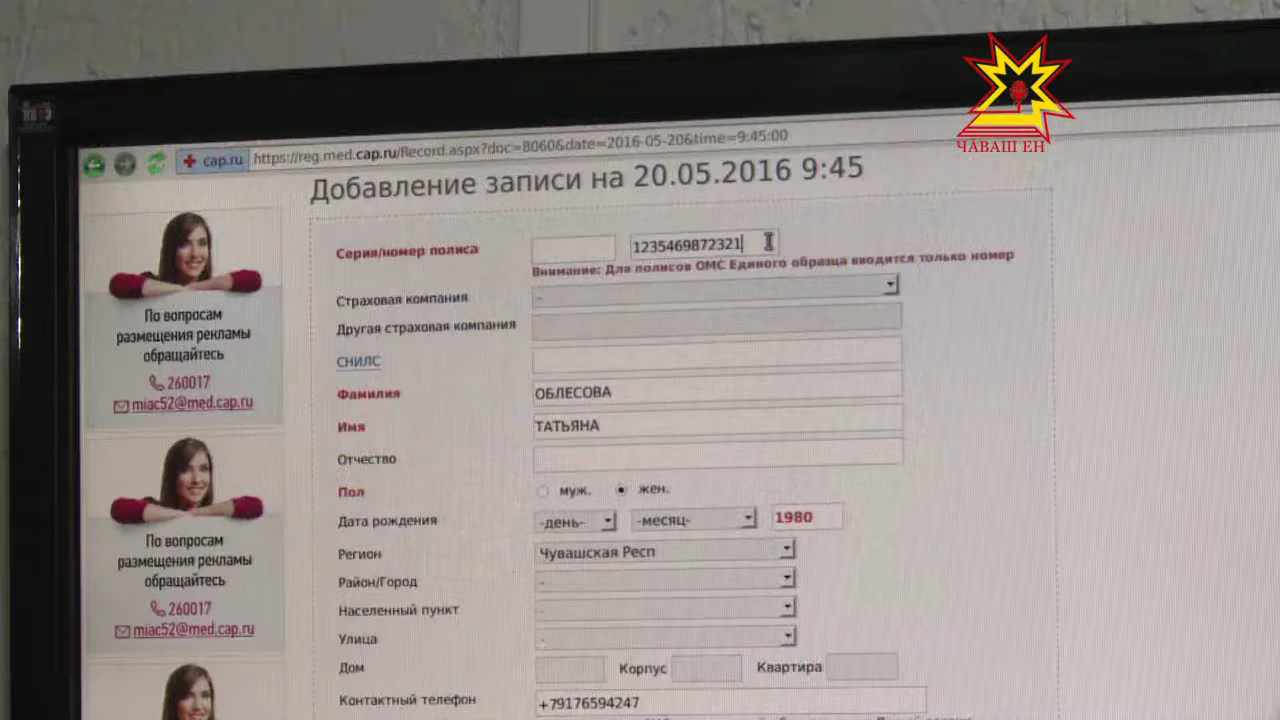 ЧӐВАШ ЕН
cap.ru
https://reg.med.cap.ru/Record.aspx?doc=8060&date=2016-05-20&time=9:45:00
Добавление записи на 20.05.2016 9:45
Серия/номер полиса 1235469872321
Внимание: Для полисов ОМС Единого образца вводится только номер
Страховая компания -
Другая страховая компания
СНИЛС
Фамилия ОБЛЕСОВА
Имя ТАТЬЯНА
Отчество
Пол муж. жен.
Дата рождения -день- -месяц- 1980
Регион Чувашская Респ
Район/Город -
Населенный пункт -
Улица -
Дом Корпус Квартира
Контактный телефон +79176594247
По вопросам
размещения рекламы
обращайтесь
260017
miac52@med.cap.ru
По вопросам
размещения рекламы
обращайтесь
260017
miac52@med.cap.ru